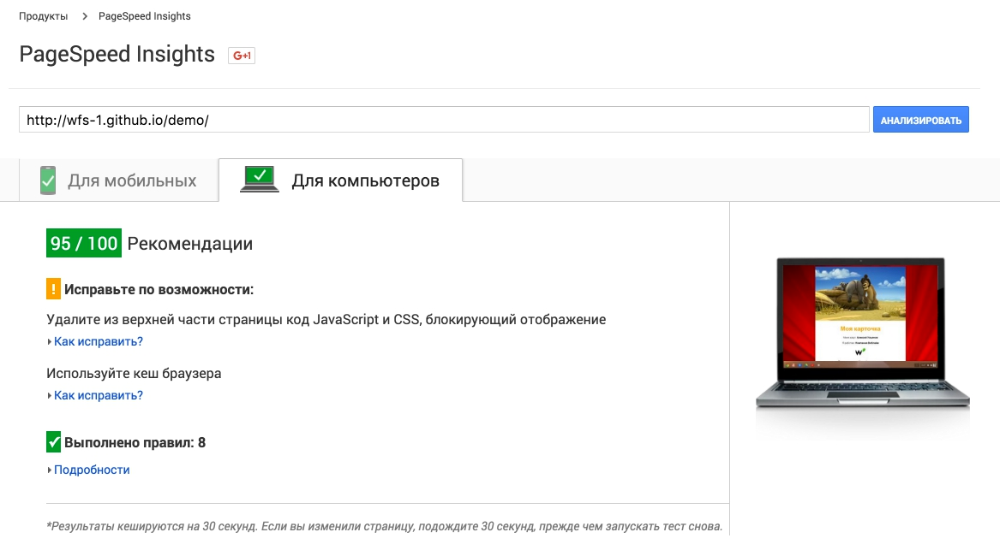 Продукты > PageSpeed Insights
PageSpeed Insights G+1
http://wfs-1.github.io/demo/ АНАЛИЗИРОВАТЬ
Для мобильных Для компьютеров
95 / 100 Рекомендации
! Исправьте по возможности:
Удалите из верхней части страницы код JavaScript и CSS, блокирующий отображение
Как исправить?
Используйте кеш браузера
Как исправить?
Выполнено правил: 8
Подробности
*Результаты кешируются на 30 секунд. Если вы изменили страницу, подождите 30 секунд, прежде чем запускать тест снова.
Моя карточка